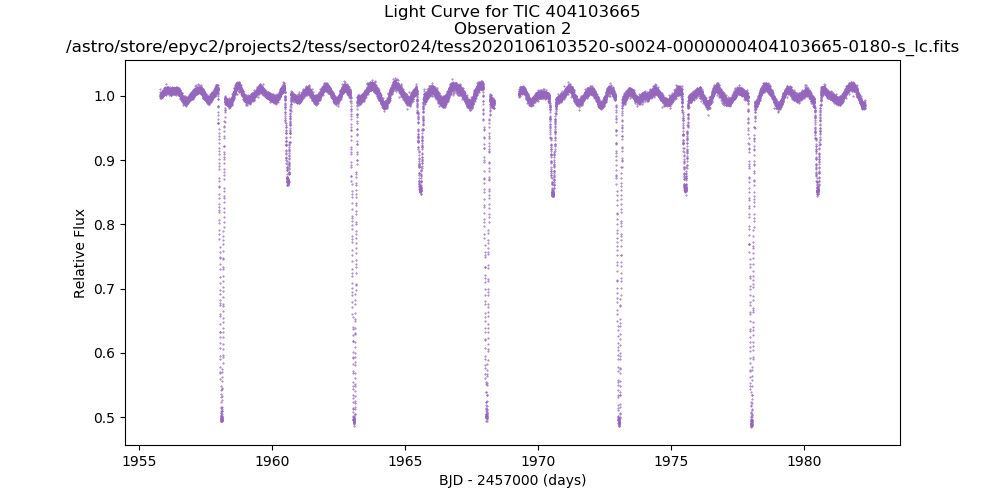 Light Curve for TIC 404103665
Observation 2
/astro/store/epyc2/projects2/tess/sector024/tess2020106103520-s0024-0000000404103665-0180-s_lc.fits
1.0
0.9
0.8
0.7
0.6
0.5
Relative Flux
1955 1960 1965 1970 1975 1980
BJD - 2457000 (days)